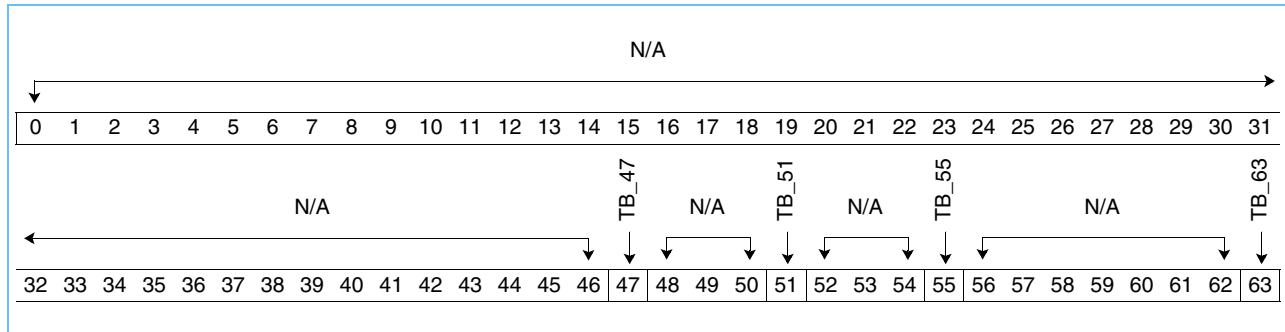 N/A
0 1 2 3 4 5 6 7 8 9 10 11 12 13 14 15 16 17 18 19 20 21 22 23 24 25 26 27 28 29 30 31
N/A TB_47 N/A TB_51 N/A TB_55 N/A TB_63
32 33 34 35 36 37 38 39 40 41 42 43 44 45 46 47 48 49 50 51 52 53 54 55 56 57 58 59 60 61 62 63